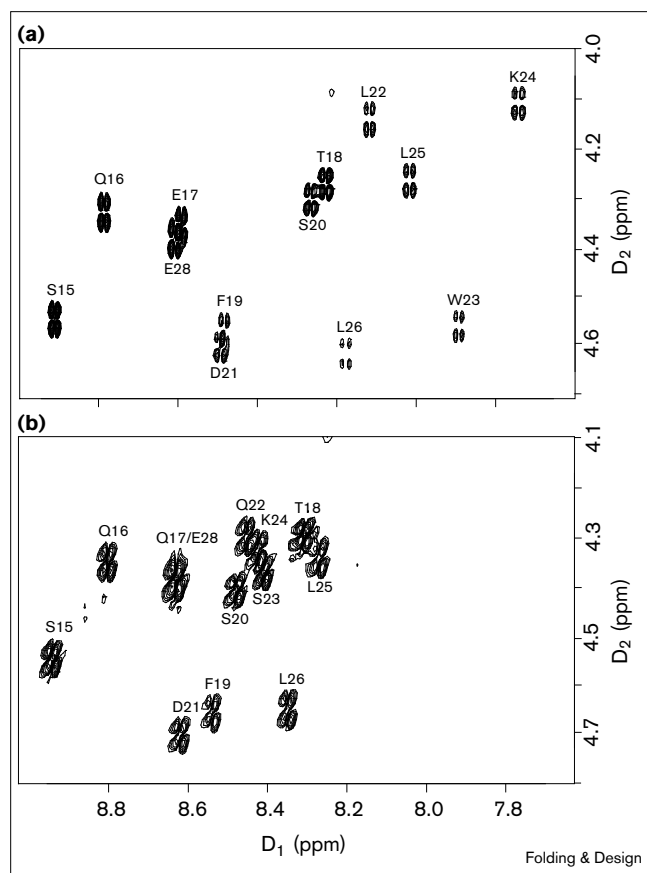 (a)
4.0
K24
L22
4.2
T18
L25
Q16
E17
S20
4.4
E28
D2 (ppm)
S15
F19
L26
W23
4.6
D21
(b)
4.1
Q22
T18
K24
4.3
Q16
Q17/E28
L25
S23
S20
4.5
S15
D2 (ppm)
L26
F19
D21
4.7
8.8 8.6 8.4 8.2 8.0 7.8
D1 (ppm)
Folding & Design